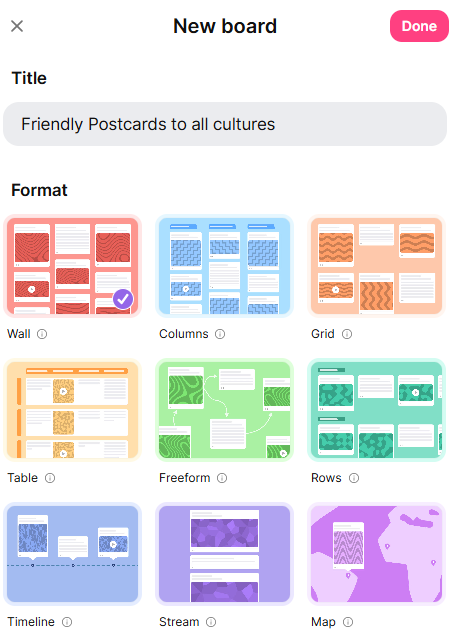 New board
Done
Title
Friendly Postcards to all cultures
Format
Wall
Columns
Grid
Table
Freeform
Rows
Timeline
Stream
Map